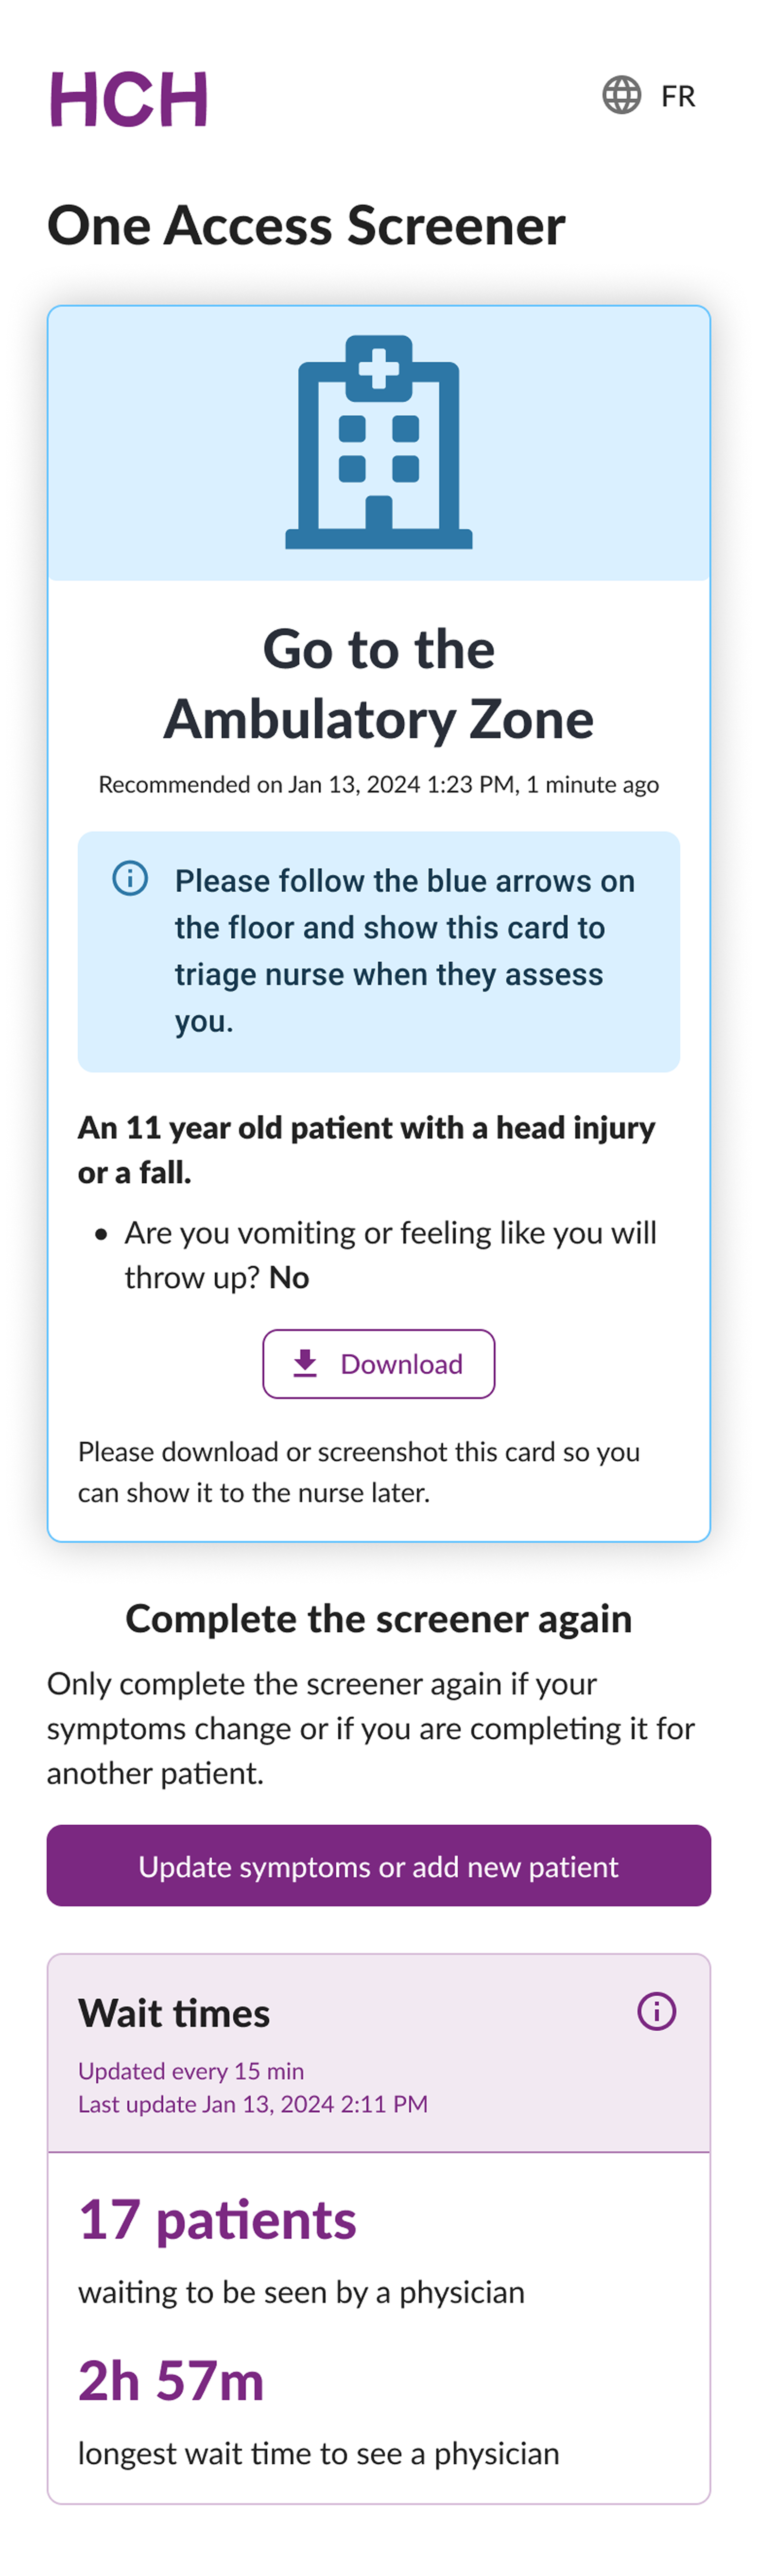 HCH
FR
One Access Screener
Go to the
Ambulatory Zone
Recommended on Jan 13, 2024 1:23 PM, 1 minute ago
Please follow the blue arrows on
the floor and show this card to
triage nurse when they assess
you.
An 11 year old patient with a head injury
or a fall.
• Are you vomiting or feeling like you will
throw up? No
Download
Please download or screenshot this card so you
can show it to the nurse later.
Complete the screener again
Only complete the screener again if your
symptoms change or if you are completing it for
another patient.
Update symptoms or add new patient
Wait times
Updated every 15 min
Last update Jan 13, 2024 2:11 PM
17 patients
waiting to be seen by a physician
2h 57m
longest wait time to see a physician